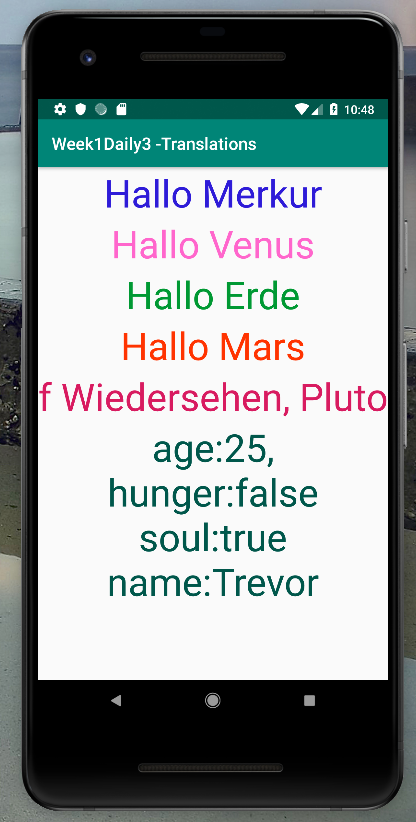 10:48
Week1Daily3 -Translations
Hallo Merkur
Hallo Venus
Hallo Erde
Hallo Mars
f Wiedersehen, Pluto
age:25,
hunger:false
soul:true
name:Trevor